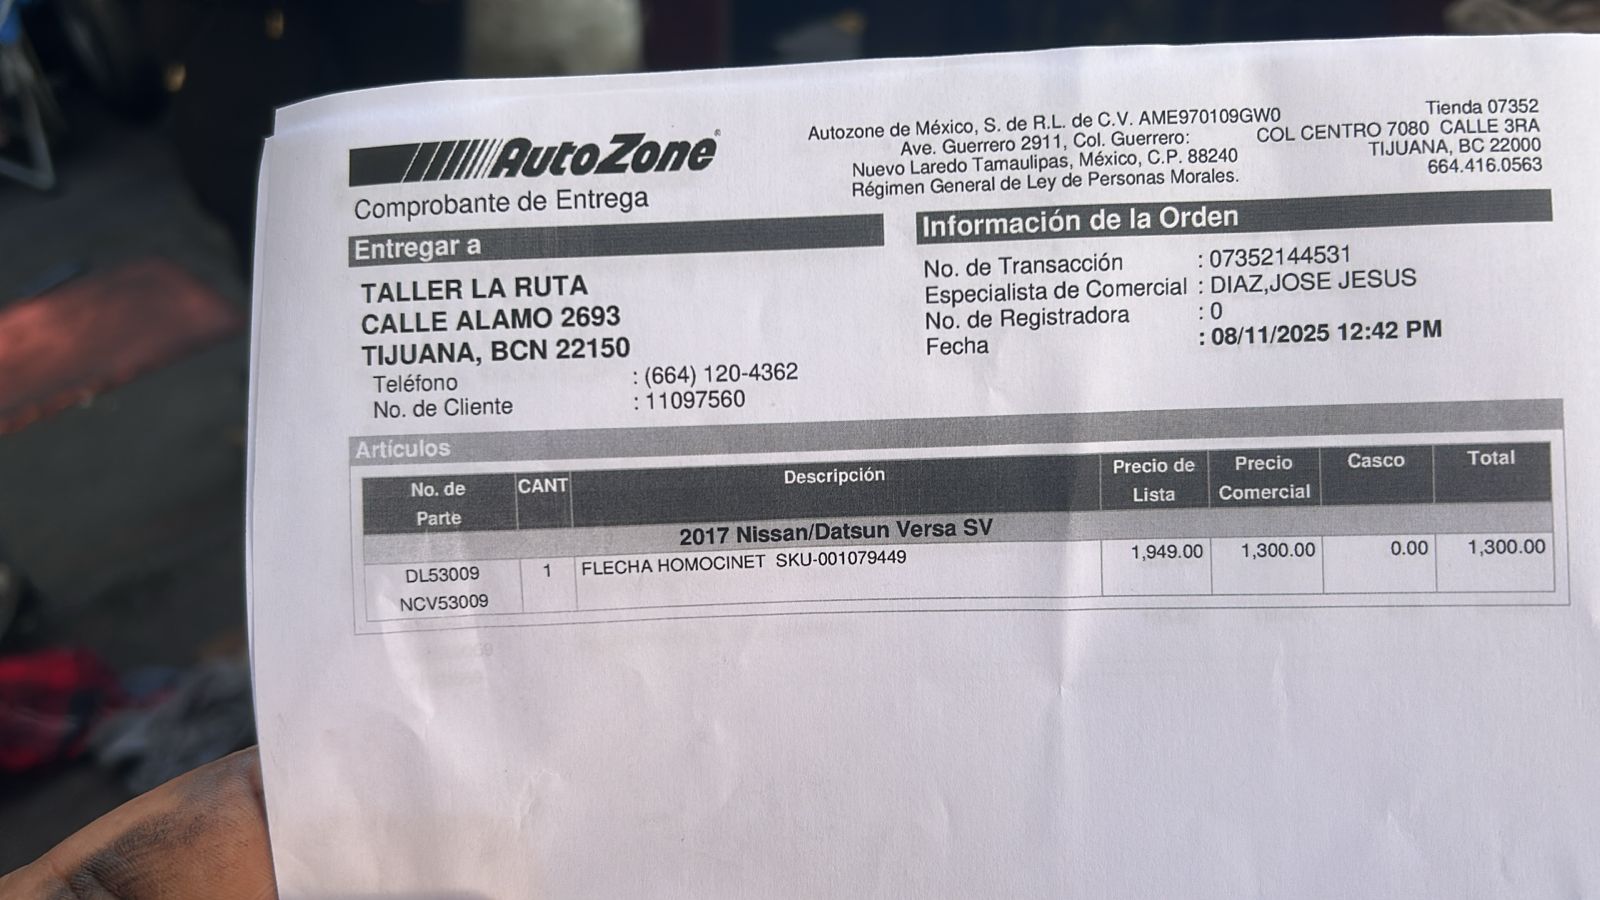 AutoZone
Comprobante de Entrega
Autozone de México, S. de R.L. de C.V. AME970109GW0
Ave. Guerrero 2911, Col. Guerrero:
Nuevo Laredo Tamaulipas, México, C.P. 88240
Régimen General de Ley de Personas Morales.
Tienda 07352
COL CENTRO 7080 CALLE 3RA
TIJUANA, BC 22000
664.416.0563
Entregar a
TALLER LA RUTA
CALLE ALAMO 2693
TIJUANA, BCN 22150
Teléfono : (664) 120-4362
No. de Cliente : 11097560
Información de la Orden
No. de Transacción : 07352144531
Especialista de Comercial : DIAZ,JOSE JESUS
No. de Registradora : 0
Fecha : 08/11/2025 12:42 PM
Artículos
No. de Parte CANT Descripción Precio de Lista Precio Comercial Casco Total
2017 Nissan/Datsun Versa SV
DL53009 1 FLECHA HOMOCINET SKU-001079449 1,949.00 1,300.00 0.00 1,300.00
NCV53009